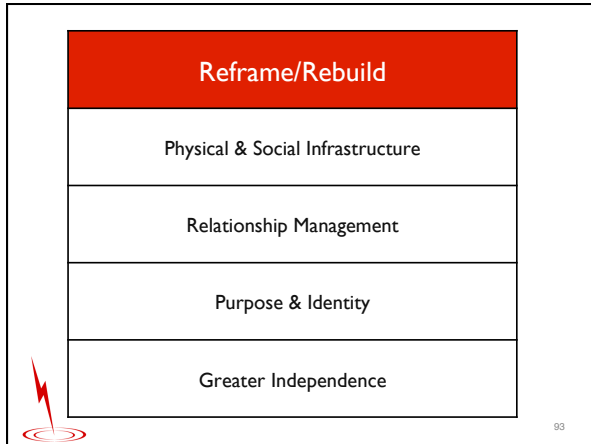 Reframe/Rebuild
Physical & Social Infrastructure
Relationship Management
Purpose & Identity
Greater Independence
93